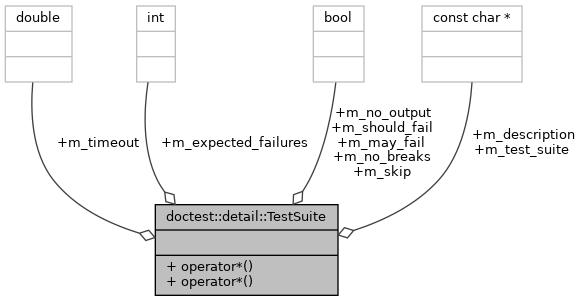 double
int
bool
const char *
+m_timeout
+m_expected_failures
+m_no_output
+m_should_fail
+m_may_fail
+m_no_breaks
+m_skip
+m_description
+m_test_suite
doctest::detail::TestSuite
+ operator*()
+ operator*()